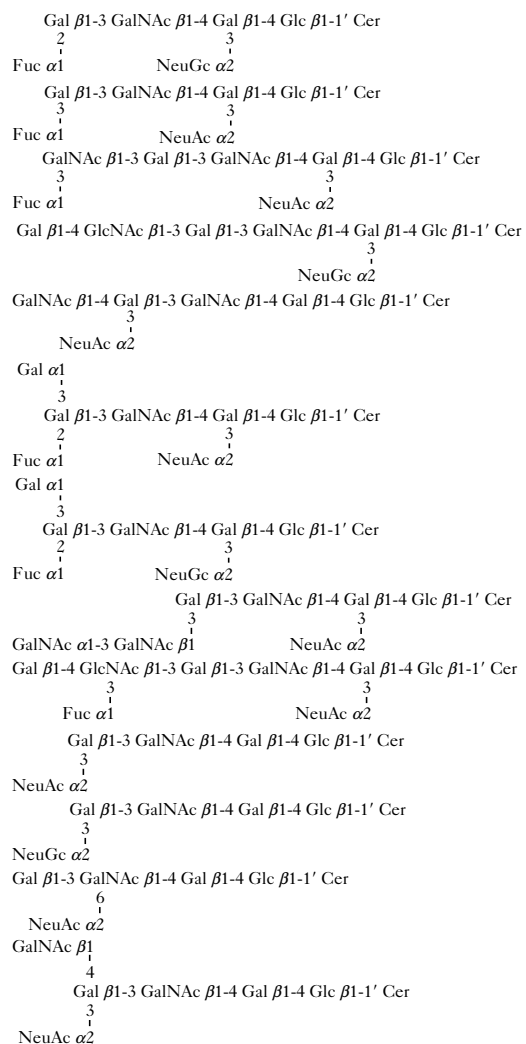 Gal β1-3 GalNAc β1-4 Gal β1-4 Glc β1-1′ Cer
2 3
Fuc α1 NeuGc α2
Gal β1-3 GalNAc β1-4 Gal β1-4 Glc β1-1′ Cer
3 3
Fuc α1 NeuAc α2
GalNAc β1-3 Gal β1-3 GalNAc β1-4 Gal β1-4 Glc β1-1′ Cer
3 3
Fuc α1 NeuAc α2
Gal β1-4 GlcNAc β1-3 Gal β1-3 GalNAc β1-4 Gal β1-4 Glc β1-1′ Cer
3
NeuGc α2
GalNAc β1-4 Gal β1-3 GalNAc β1-4 Gal β1-4 Glc β1-1′ Cer
3
NeuAc α2
Gal α1
3
Gal β1-3 GalNAc β1-4 Gal β1-4 Glc β1-1′ Cer
2 3
Fuc α1 NeuAc α2
Gal α1
3
Gal β1-3 GalNAc β1-4 Gal β1-4 Glc β1-1′ Cer
2 3
Fuc α1 NeuGc α2
Gal β1-3 GalNAc β1-4 Gal β1-4 Glc β1-1′ Cer
3 3
GalNAc α1-3 GalNAc β1 NeuAc α2
Gal β1-4 GlcNAc β1-3 Gal β1-3 GalNAc β1-4 Gal β1-4 Glc β1-1′ Cer
3 3
Fuc α1 NeuAc α2
Gal β1-3 GalNAc β1-4 Gal β1-4 Glc β1-1′ Cer
3
NeuAc α2
Gal β1-3 GalNAc β1-4 Gal β1-4 Glc β1-1′ Cer
3
NeuGc α2
Gal β1-3 GalNAc β1-4 Gal β1-4 Glc β1-1′ Cer
6
NeuAc α2
GalNAc β1
4
Gal β1-3 GalNAc β1-4 Gal β1-4 Glc β1-1′ Cer
3
NeuAc α2